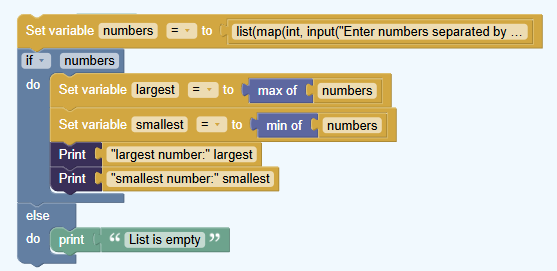 Set variable numbers = to list(map(int, input("Enter numbers separated by ...
if numbers
do Set variable largest = to max of numbers
Set variable smallest = to min of numbers
Print "largest number:" largest
Print "smallest number:" smallest
else
do print “ List is empty ”